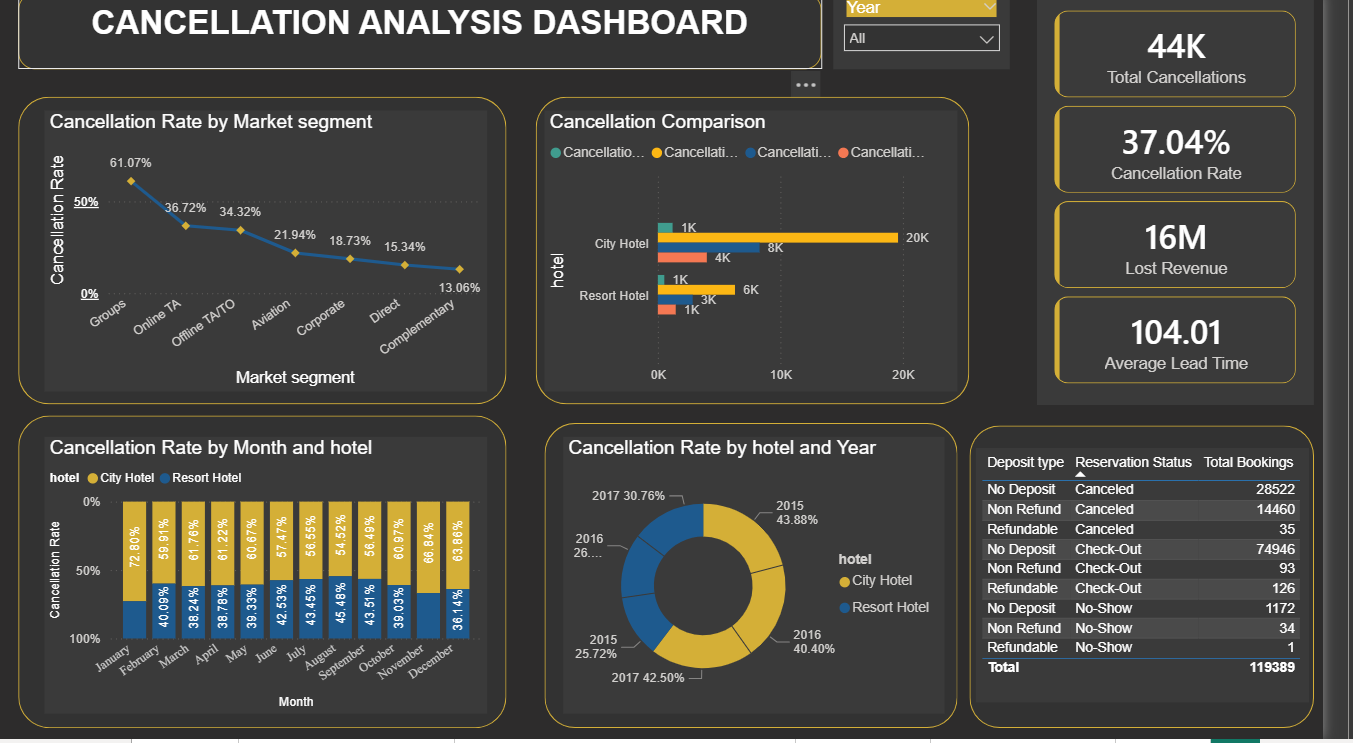 CANCELLATION ANALYSIS DASHBOARD
Year
All
44K
Total Cancellations
37.04%
Cancellation Rate
16M
Lost Revenue
104.01
Average Lead Time
Cancellation Rate by Market segment
Cancellation Rate
50%
0%
61.07%
36.72%
34.32%
21.94%
18.73%
15.34%
13.06%
Groups
Online TA
Offline TA/TO
Aviation
Corporate
Direct
Complementary
Market segment
Cancellation Comparison
Cancellatio... Cancellati... Cancellati... Cancellati...
hotel
City Hotel
1K
20K
8K
4K
Resort Hotel
1K
6K
3K
1K
0K 10K 20K
Cancellation Rate by Month and hotel
hotel City Hotel Resort Hotel
Cancellation Rate
0%
50%
100%
72.80% 59.91% 61.76% 61.22% 60.67% 57.47% 56.55% 54.52% 56.49% 60.97% 66.84% 63.86%
40.09% 38.24% 38.78% 39.33% 42.53% 43.45% 45.48% 43.51% 39.03% 36.14%
January February March April May June July August September October November December
Month
Cancellation Rate by hotel and Year
2017 30.76%
2015
43.88%
2016
26....
2015
25.72%
2016
40.40%
2017 42.50%
hotel
City Hotel
Resort Hotel
Deposit type Reservation Status Total Bookings
No Deposit Canceled 28522
Non Refund Canceled 14460
Refundable Canceled 35
No Deposit Check-Out 74946
Non Refund Check-Out 93
Refundable Check-Out 126
No Deposit No-Show 1172
Non Refund No-Show 34
Refundable No-Show 1
Total 119389